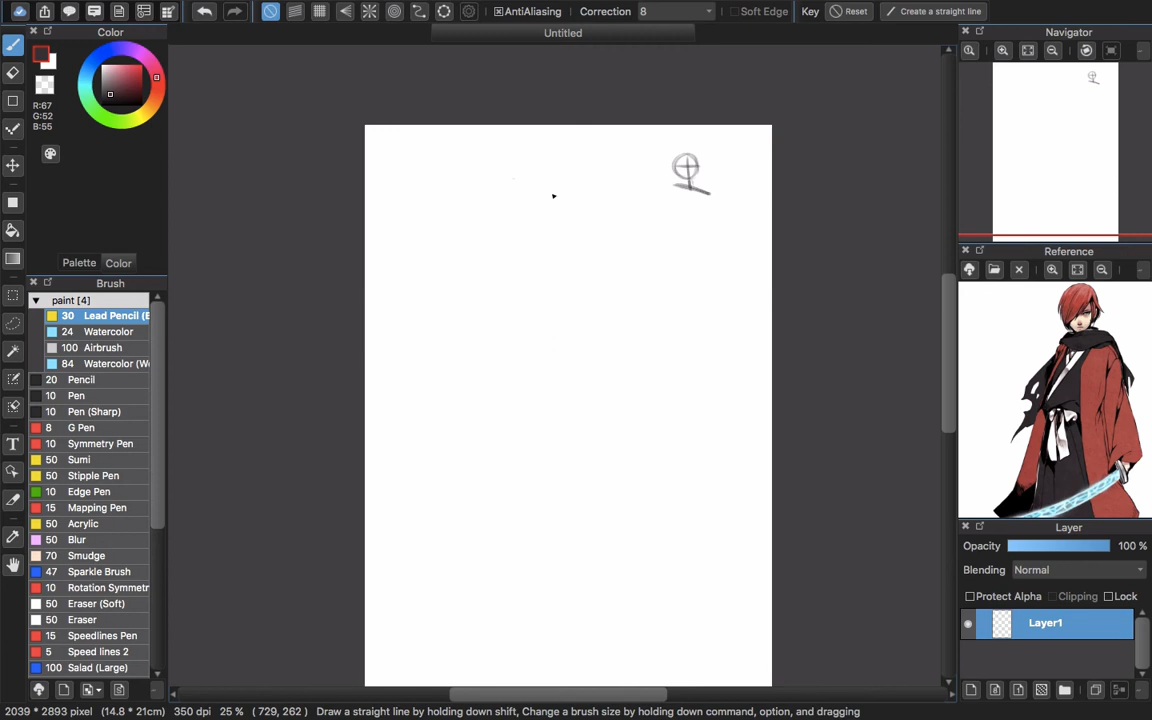 AntiAliasing Correction 8 Soft Edge Key Reset Create a straight line
Color
Untitled
Navigator
R:67
G:52
B:55
Palette Color
Reference
Brush
paint [4]
30 Lead Pencil (B
24 Watercolor
100 Airbrush
84 Watercolor (W
20 Pencil
10 Pen
10 Pen (Sharp)
8 G Pen
10 Symmetry Pen
50 Sumi
50 Stipple Pen
10 Edge Pen
15 Mapping Pen
50 Acrylic
50 Blur
70 Smudge
47 Sparkle Brush
10 Rotation Symmetr
50 Eraser (Soft)
50 Eraser
15 Speedlines Pen
5 Speed lines 2
100 Salad (Large)
Layer
Opacity 100 %
Blending Normal
Protect Alpha Clipping Lock
Layer1
2039 * 2893 pixel (14.8 * 21cm) 350 dpi 25 % ( 729, 262 ) Draw a straight line by holding down shift, Change a brush size by holding down command, option, and dragging